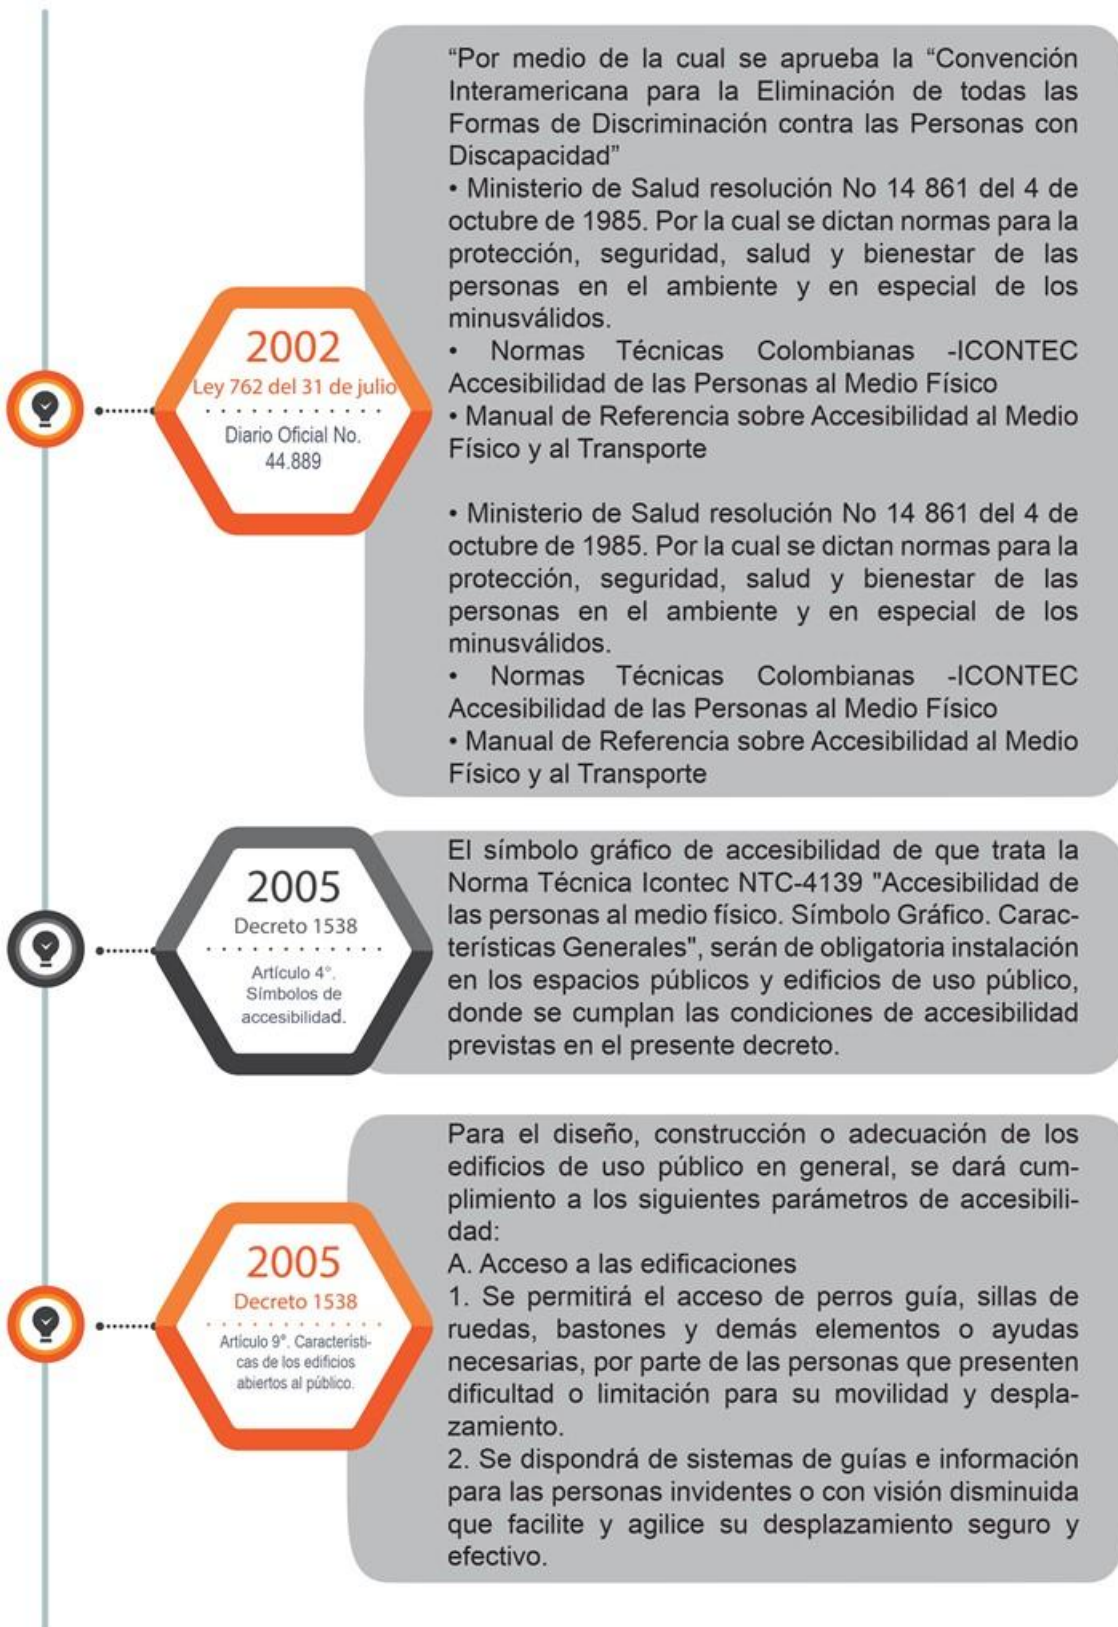 “Por medio de la cual se aprueba la “Convención
Interamericana para la Eliminación de todas las
Formas de Discriminación contra las Personas con
Discapacidad”
• Ministerio de Salud resolución No 14 861 del 4 de
octubre de 1985. Por la cual se dictan normas para la
protección, seguridad, salud y bienestar de las
personas en el ambiente y en especial de los
minusválidos.
• Normas Técnicas Colombianas -ICONTEC
Accesibilidad de las Personas al Medio Físico
• Manual de Referencia sobre Accesibilidad al Medio
Físico y al Transporte
• Ministerio de Salud resolución No 14 861 del 4 de
octubre de 1985. Por la cual se dictan normas para la
protección, seguridad, salud y bienestar de las
personas en el ambiente y en especial de los
minusválidos.
• Normas Técnicas Colombianas -ICONTEC
Accesibilidad de las Personas al Medio Físico
• Manual de Referencia sobre Accesibilidad al Medio
Físico y al Transporte
2002
Ley 762 del 31 de julio
Diario Oficial No.
44.889
2005
Decreto 1538
Artículo 4°.
Símbolos de
accesibilidad.
El símbolo gráfico de accesibilidad de que trata la
Norma Técnica Icontec NTC-4139 "Accesibilidad de
las personas al medio físico. Símbolo Gráfico. Carac-
terísticas Generales", serán de obligatoria instalación
en los espacios públicos y edificios de uso público,
donde se cumplan las condiciones de accesibilidad
previstas en el presente decreto.
2005
Decreto 1538
Artículo 9°. Característi-
cas de los edificios
abiertos al público.
Para el diseño, construcción o adecuación de los
edificios de uso público en general, se dará cum-
plimiento a los siguientes parámetros de accesibili-
dad:
A. Acceso a las edificaciones
1. Se permitirá el acceso de perros guía, sillas de
ruedas, bastones y demás elementos o ayudas
necesarias, por parte de las personas que presenten
dificultad o limitación para su movilidad y despla-
zamiento.
2. Se dispondrá de sistemas de guías e información
para las personas invidentes o con visión disminuida
que facilite y agilice su desplazamiento seguro y
efectivo.